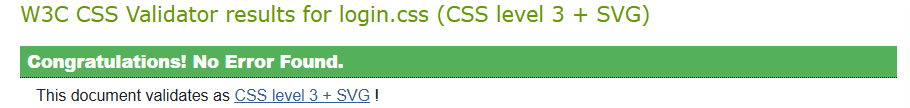 W3C CSS Validator results for login.css (CSS level 3 + SVG)
Congratulations! No Error Found.
This document validates as CSS level 3 + SVG !